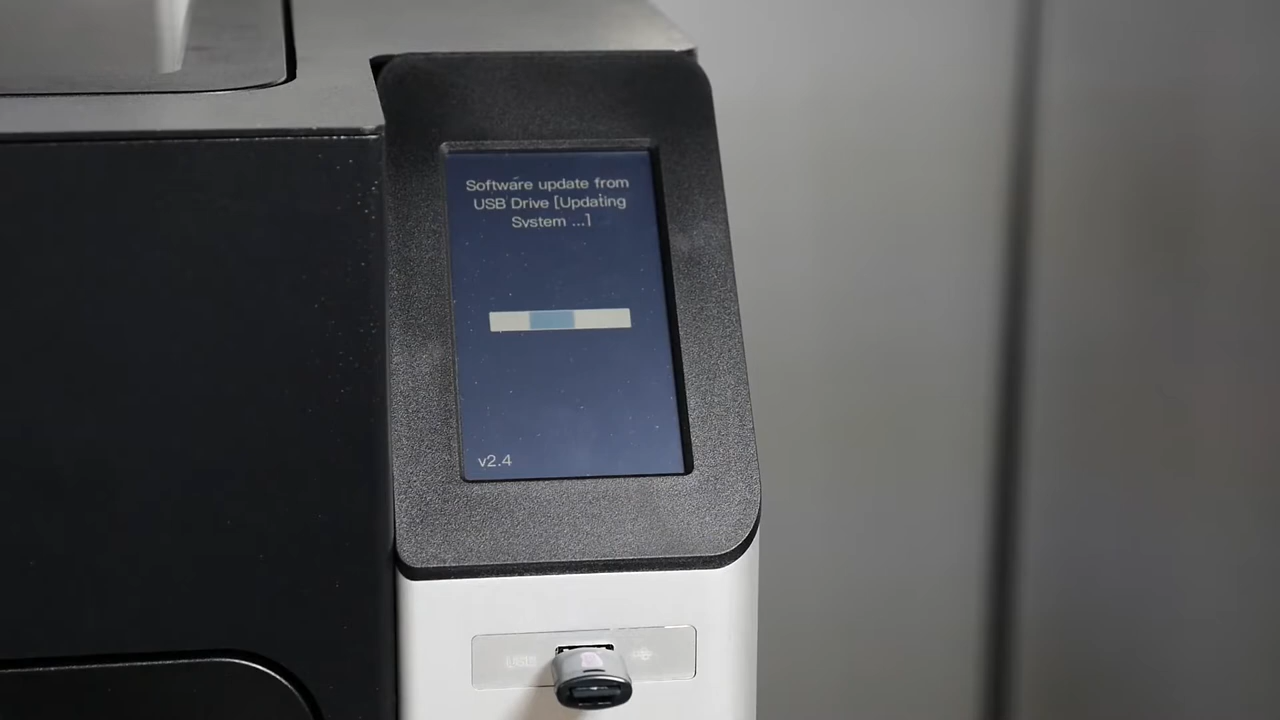 Software update from
USB Drive [Updating
System ...]
v2.4
USB